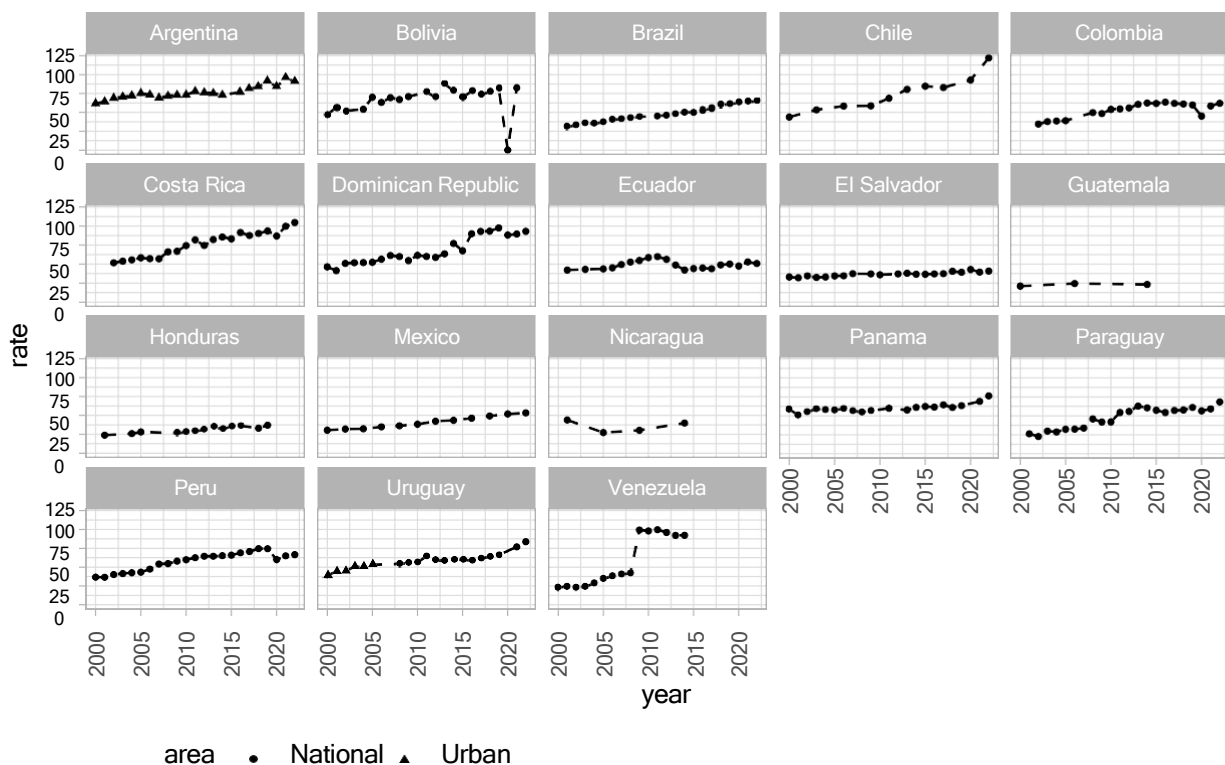 Argentina Bolivia Brazil Chile Colombia
125
100
75
50
25
0
Costa Rica Dominican Republic Ecuador El Salvador Guatemala
125
100
75
50
25
0
Honduras Mexico Nicaragua Panama Paraguay
125
100
75
50
25
0
rate
Peru Uruguay Venezuela
125
100
75
50
25
0
2000 2005 2010 2015 2020 2000 2005 2010 2015 2020
2000 2005 2010 2015 2020 2000 2005 2010 2015 2020 2000 2005 2010 2015 2020
year
area National Urban